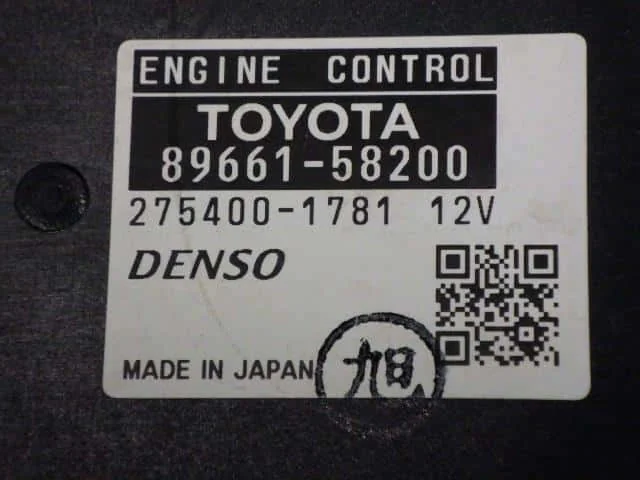 ENGINE CONTROL
TOYOTA
89661-58200
275400-1781 12V
DENSO
MADE IN JAPAN
旭